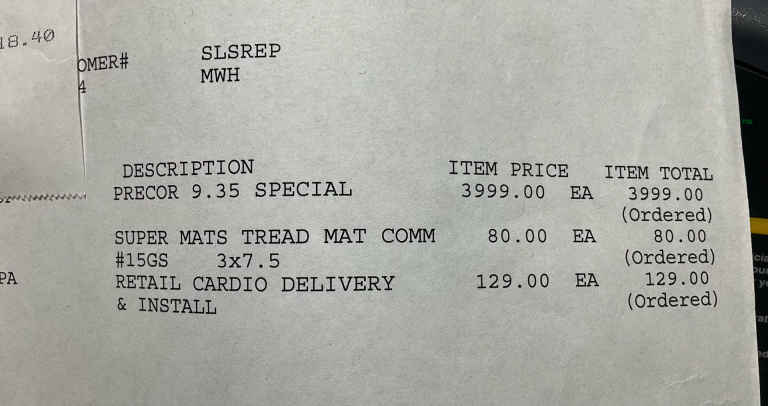 18.40
OMER# SLSREP
4 MWH
DESCRIPTION ITEM PRICE ITEM TOTAL
PRECOR 9.35 SPECIAL 3999.00 EA 3999.00
(Ordered)
SUPER MATS TREAD MAT COMM 80.00 EA 80.00
#15GS 3x7.5 (Ordered)
PA RETAIL CARDIO DELIVERY 129.00 EA 129.00
& INSTALL (Ordered)